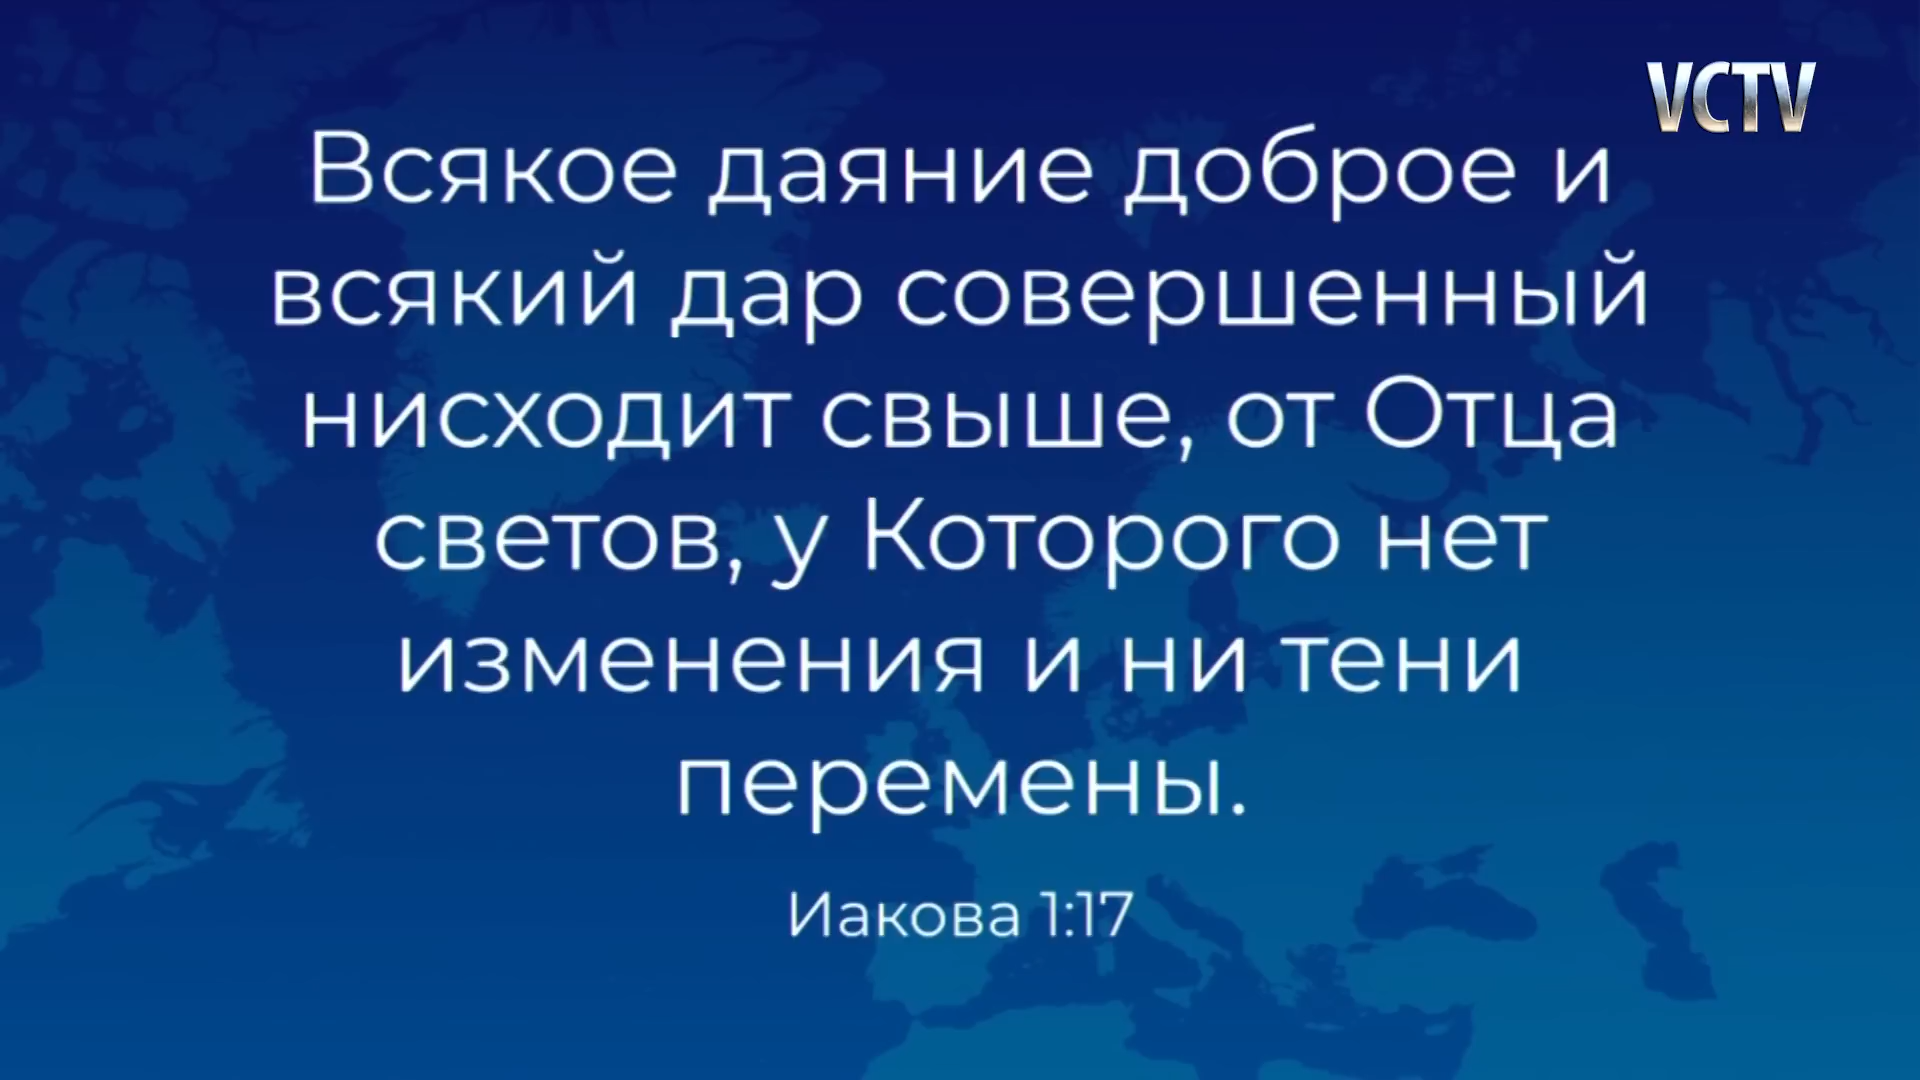 VCTV
Всякое даяние доброе и
всякий дар совершенный
нисходит свыше, от Отца
светов, у Которого нет
изменения и ни тени
перемены.
Иакова 1:17